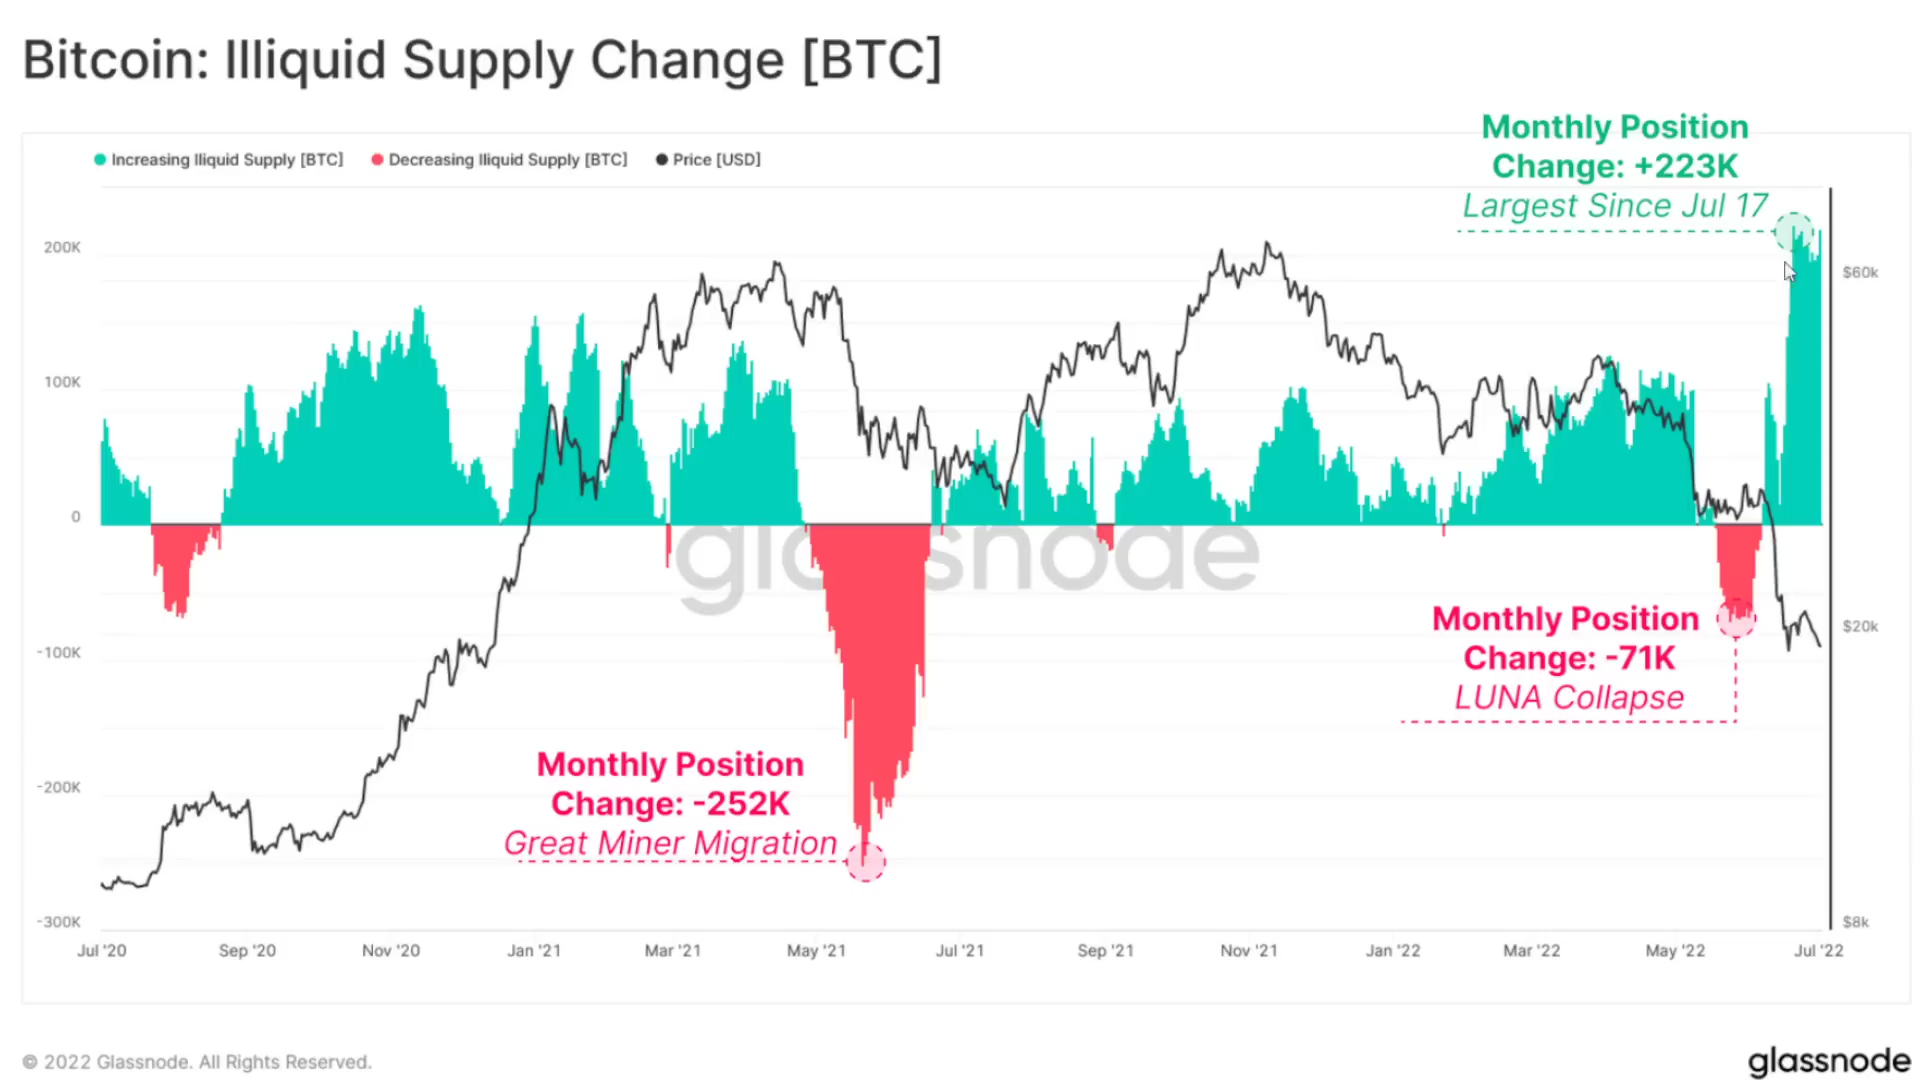 Bitcoin: Illiquid Supply Change [BTC]
Increasing Iliquid Supply [BTC]
Decreasing Iliquid Supply [BTC]
Price [USD]
Monthly Position
Change: +223K
Largest Since Jul 17
200K
100K
0
-100K
-200K
-300K
$60k
$20k
$8k
glassnode
Monthly Position
Change: -71K
LUNA Collapse
Monthly Position
Change: -252K
Great Miner Migration
Jul '20
Sep '20
Nov '20
Jan '21
Mar '21
May '21
Jul '21
Sep '21
Nov '21
Jan '22
Mar '22
May '22
Jul '22
© 2022 Glassnode. All Rights Reserved.
glassnode